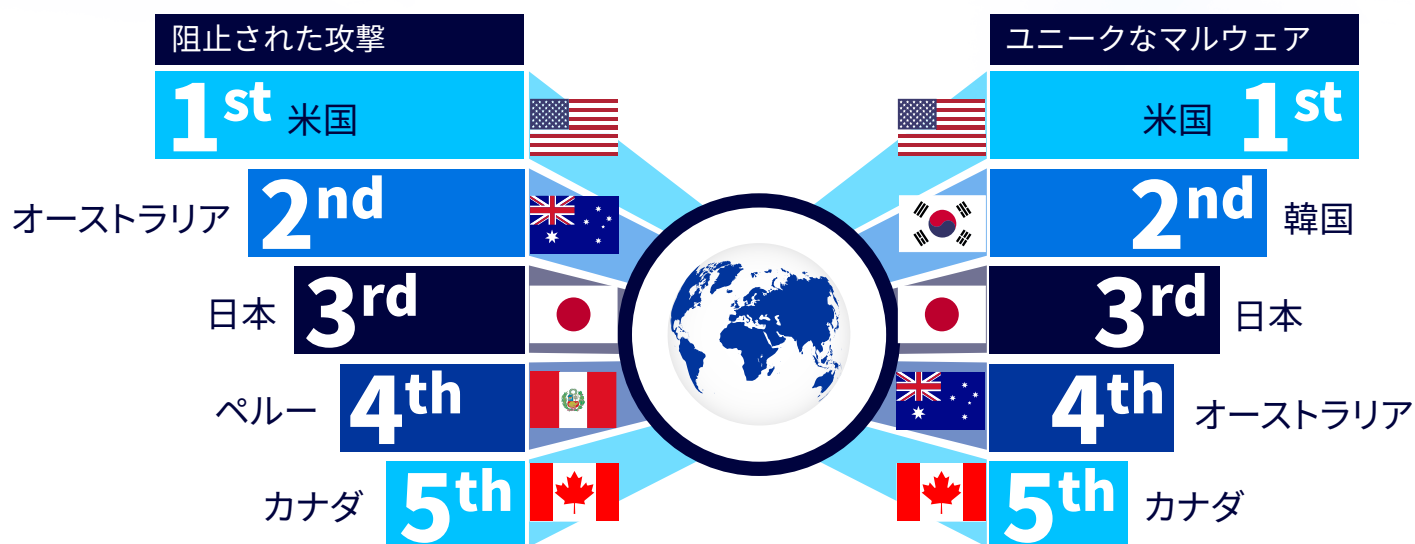 阻止された攻撃
1st 米国
オーストラリア 2nd
日本 3rd
ペルー 4th
カナダ 5th
ユニークなマルウェア
米国 1st
2nd 韓国
3rd 日本
4th オーストラリア
5th カナダ